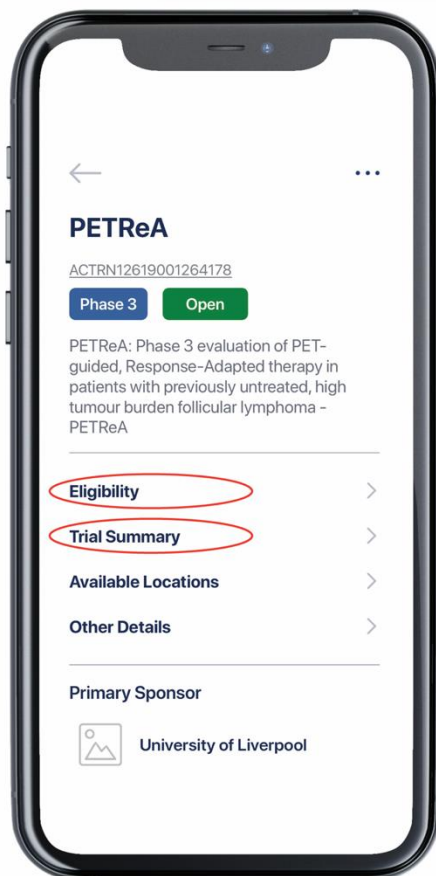 PETReA
ACTRN12619001264178
Phase 3 Open
PETReA: Phase 3 evaluation of PET-
guided, Response-Adapted therapy in
patients with previously untreated, high
tumour burden follicular lymphoma -
PETReA
Eligibility
Trial Summary
Available Locations
Other Details
Primary Sponsor
University of Liverpool